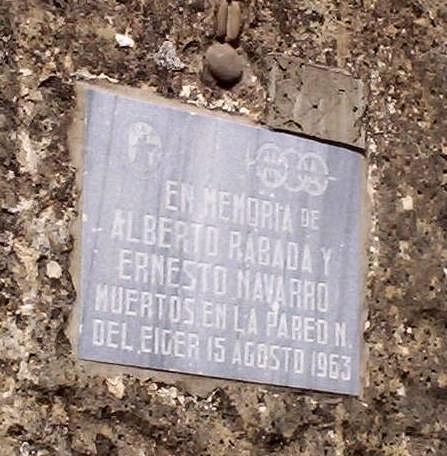 EN MEMORIA DE
ALBERTO RABADA Y
ERNESTO NAVARRO
MUERTOS EN LA PARED N.
DEL EIGER 15 AGOSTO 1963